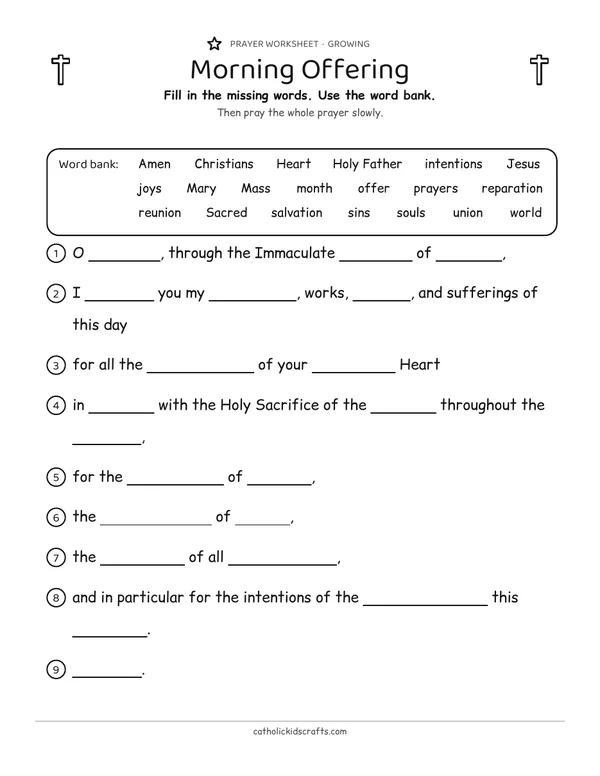 PRAYER WORKSHEET · GROWING
Morning Offering
Fill in the missing words. Use the word bank.
Then pray the whole prayer slowly.
Word bank: Amen Christians Heart Holy Father intentions Jesus
joys Mary Mass month offer prayers reparation
reunion Sacred salvation sins souls union world
1 O ________, through the Immaculate ________ of ________,
2 I ________ you my __________, works, _______, and sufferings of
this day
3 for all the ____________ of your __________ Heart
4 in ________ with the Holy Sacrifice of the ________ throughout the
________,
5 for the ___________ of ________,
6 the _____________ of _______,
7 the __________ of all _____________,
8 and in particular for the intentions of the ______________ this
_________.
9 ________.
catholickidscrafts.com